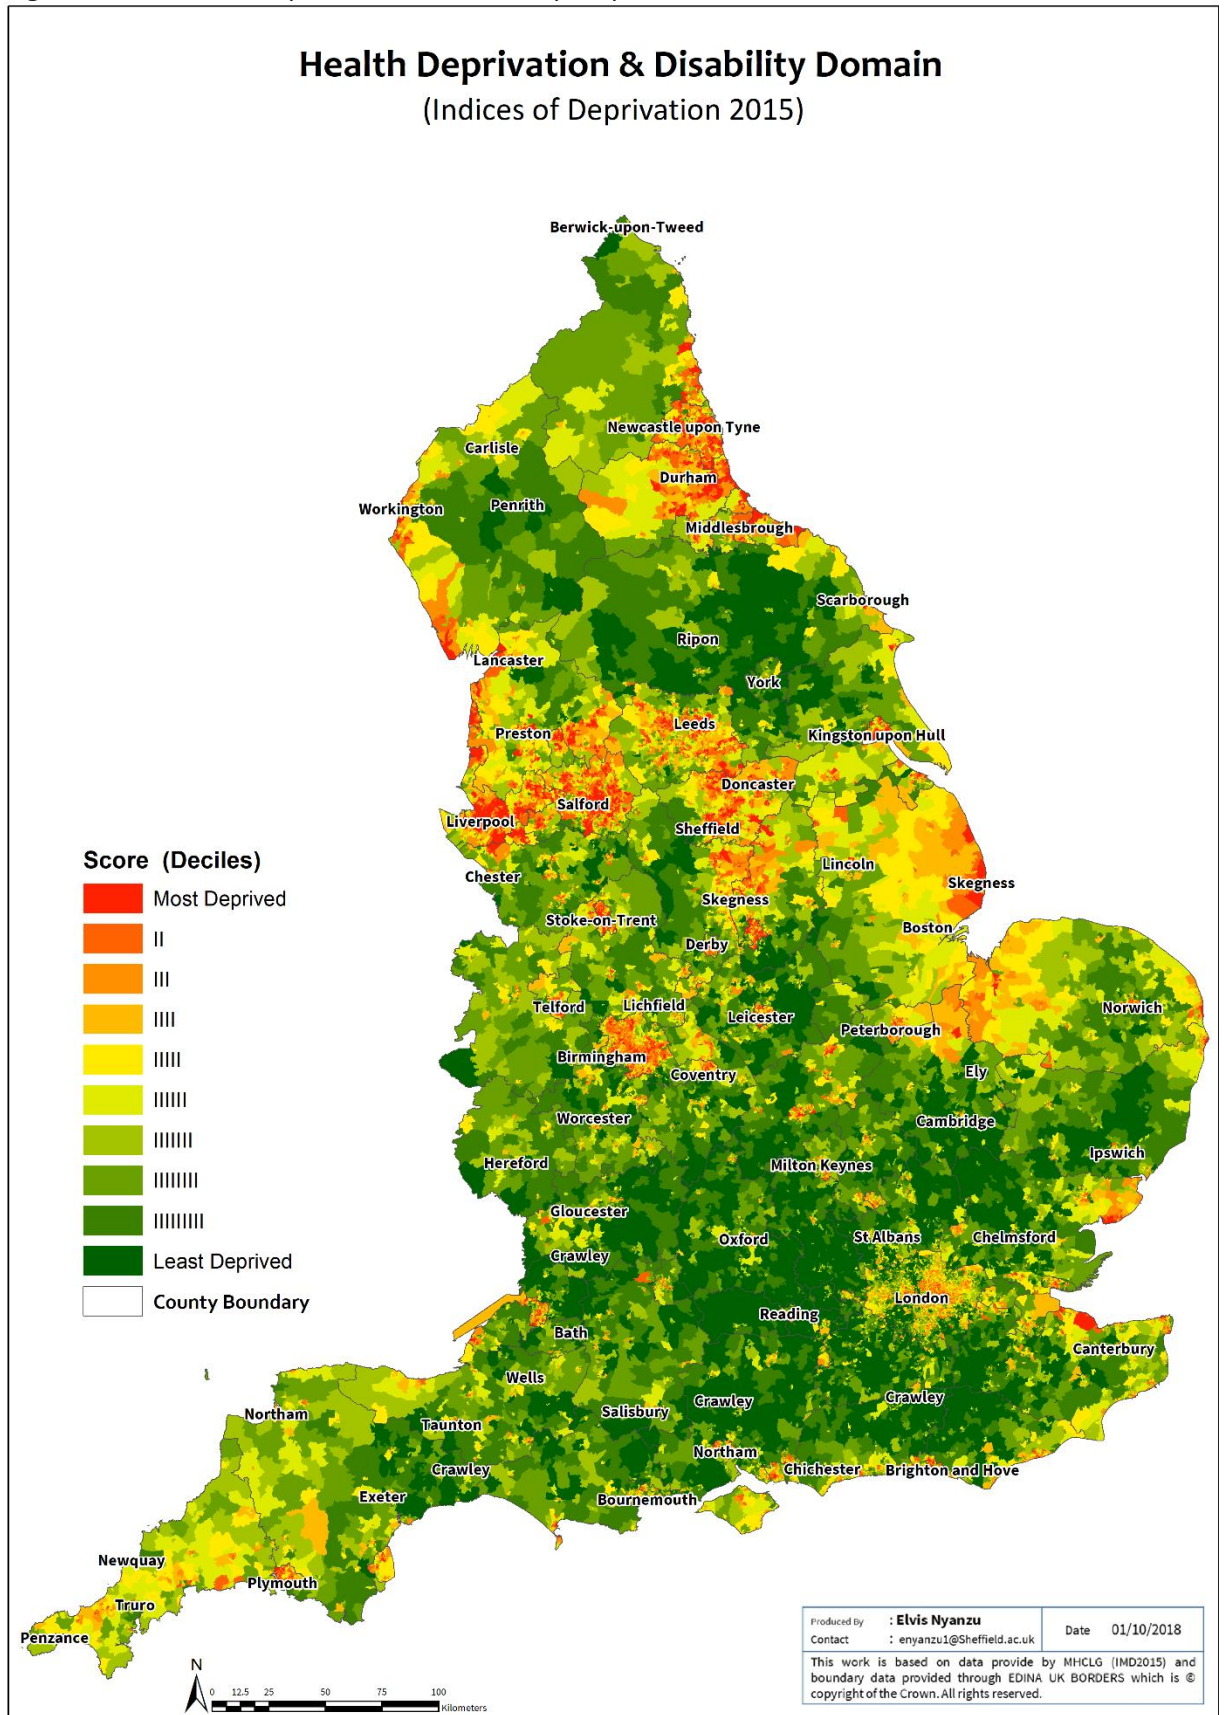 Health Deprivation & Disability Domain
(Indices of Deprivation 2015)
Berwick-upon-Tweed
Newcastle upon Tyne
Carlisle
Durham
Penrith
Workington
Middlesbrough
Scarborough
Ripon
Lancaster
York
Leeds
Preston
Kingston upon Hull
Doncaster
Salford
Liverpool
Sheffield
Lincoln
Chester
Skegness
Skegness
Stoke-on-Trent
Boston
Derby
Telford
Lichfield
Leicester
Norwich
Peterborough
Birmingham
Coventry
Ely
Worcester
Cambridge
Ipswich
Hereford
Milton Keynes
Gloucester
Oxford
St Albans
Chelmsford
Crawley
London
Reading
Bath
Canterbury
Wells
Crawley
Crawley
Northam
Salisbury
Taunton
Northam
Crawley
Chichester
Brighton and Hove
Exeter
Bournemouth
Newquay
Plymouth
Truro
Penzance
Score (Deciles)
Most Deprived
II
III
IIII
IIIII
IIIIII
IIIIIII
IIIIIIII
IIIIIIIII
Least Deprived
County Boundary
N
0 12.5 25 50 75 100
Kilometers
Produced By : Elvis Nyanzu
Contact : enyanzu1@Sheffield.ac.uk
Date 01/10/2018
This work is based on data provide by MHCLG (IMD2015) and
boundary data provided through EDINA UK BORDERS which is ©
copyright of the Crown. All rights reserved.